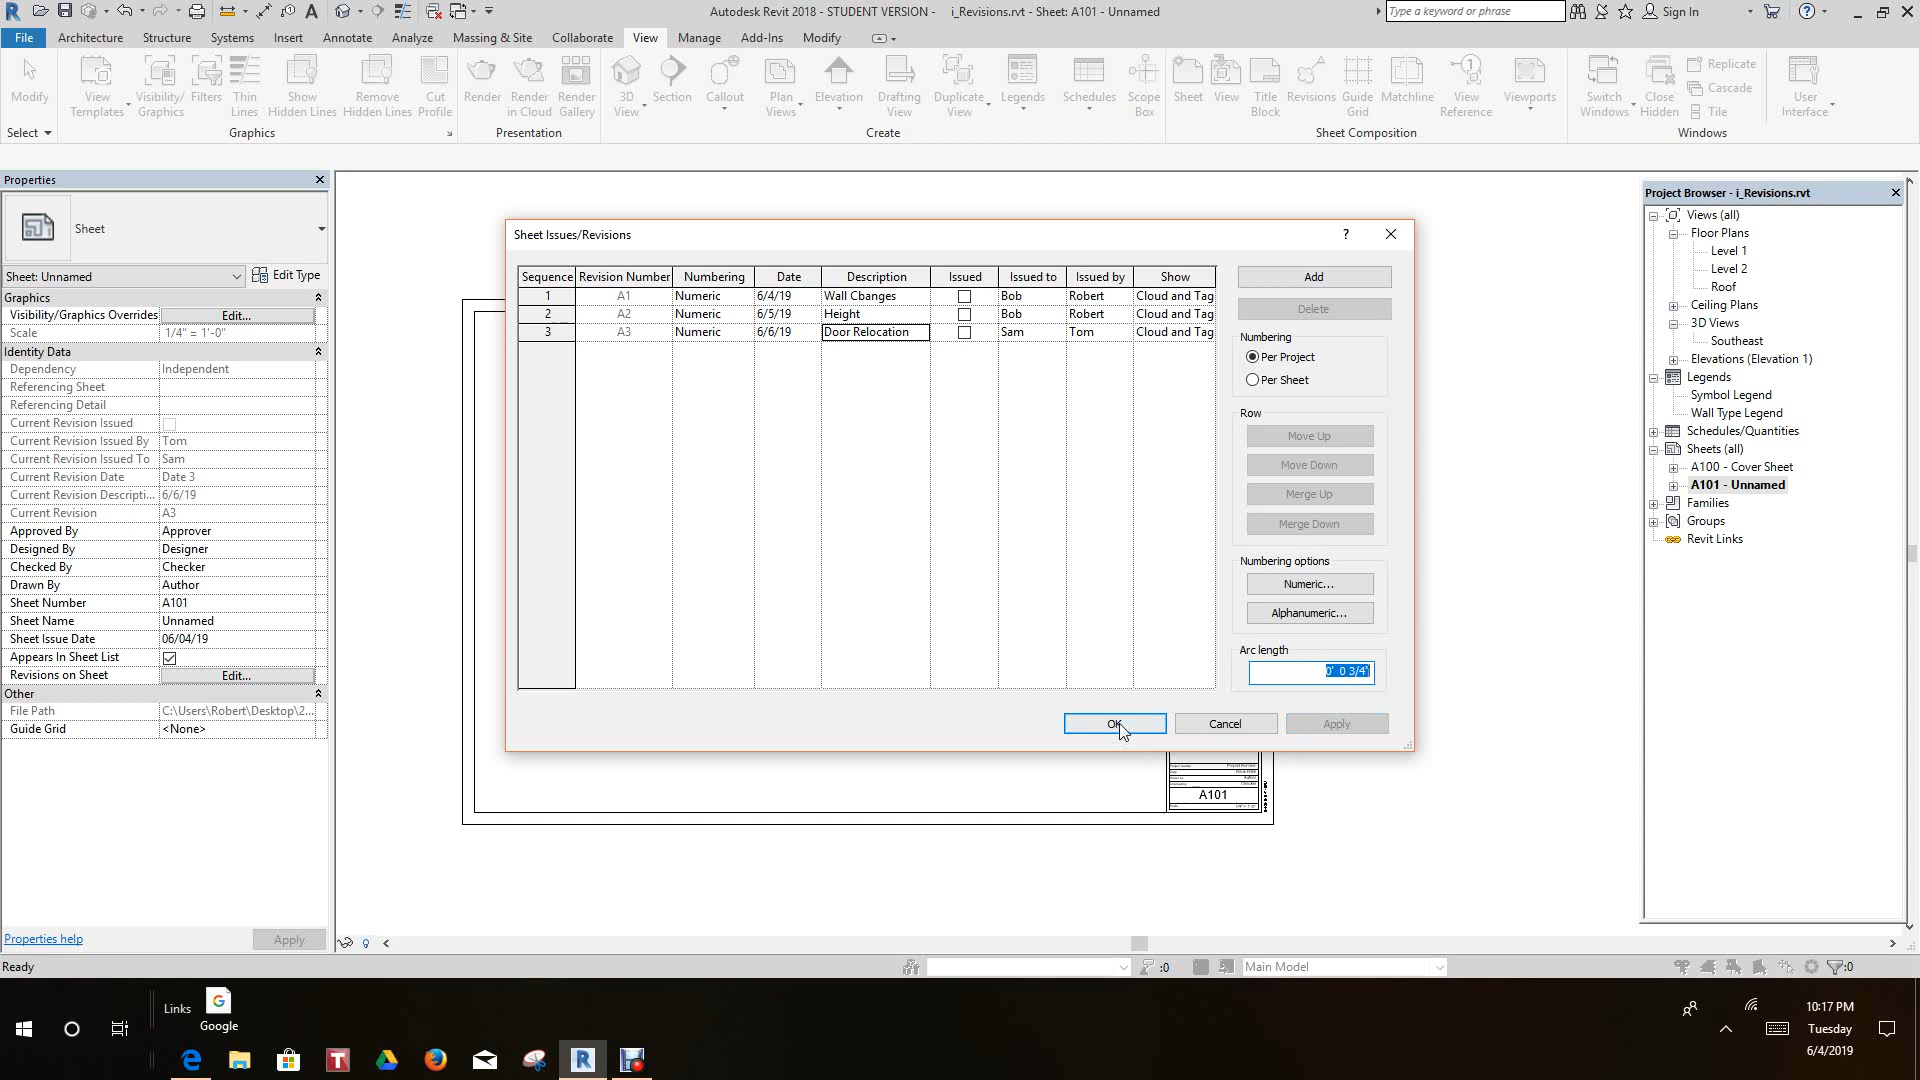 Autodesk Revit 2018 - STUDENT VERSION - i_Revisions.rvt - Sheet: A101 - Unnamed
Type a keyword or phrase
Sign In
File Architecture Structure Systems Insert Annotate Analyze Massing & Site Collaborate View Manage Add-Ins Modify
Modify
View Templates
Visibility/ Graphics
Filters
Thin Lines
Show Hidden Lines
Remove Hidden Lines
Cut Profile
Render
Render in Cloud
Render Gallery
3D View
Section
Callout
Plan Views
Elevation
Drafting View
Duplicate View
Legends
Schedules
Scope Box
Sheet
View
Title Block
Revisions
Guide Grid
Matchline
View Reference
Viewports
Switch Windows
Close Hidden
Replicate
Cascade
Tile
User Interface
Select Graphics Presentation Create Sheet Composition Windows
Properties
Sheet
Sheet: Unnamed Edit Type
Graphics
Visibility/Graphics Overrides Edit...
Scale 1/4" = 1'-0"
Identity Data
Dependency Independent
Referencing Sheet
Referencing Detail
Current Revision Issued
Current Revision Issued By Tom
Current Revision Issued To Sam
Current Revision Date Date 3
Current Revision Descripti... 6/6/19
Current Revision A3
Approved By Approver
Designed By Designer
Checked By Checker
Drawn By Author
Sheet Number A101
Sheet Name Unnamed
Sheet Issue Date 06/04/19
Appears In Sheet List
Revisions on Sheet Edit...
Other
File Path C:\Users\Robert\Desktop\2...
Guide Grid <None>
Properties help Apply
Sheet Issues/Revisions ?
Sequence Revision Number Numbering Date Description Issued Issued to Issued by Show
1 A1 Numeric 6/4/19 Wall Cbanges Bob Robert Cloud and Tag
2 A2 Numeric 6/5/19 Height Bob Robert Cloud and Tag
3 A3 Numeric 6/6/19 Door Relocation Sam Tom Cloud and Tag
Add
Delete
Numbering
Per Project
Per Sheet
Row
Move Up
Move Down
Merge Up
Merge Down
Numbering options
Numeric...
Alphanumeric...
Arc length
0' 0 3/4"
OK Cancel Apply
A101
Project Browser - i_Revisions.rvt
Views (all)
Floor Plans
Level 1
Level 2
Roof
Ceiling Plans
3D Views
Southeast
Elevations (Elevation 1)
Legends
Symbol Legend
Wall Type Legend
Schedules/Quantities
Sheets (all)
A100 - Cover Sheet
A101 - Unnamed
Families
Groups
Revit Links
Ready
:0
Main Model
:0
Links
Google
10:17 PM
Tuesday
6/4/2019